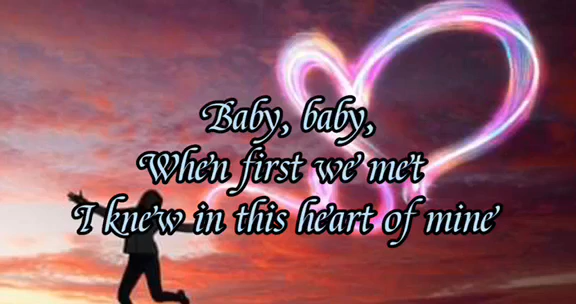 Baby, baby,
When first we met
I knew in this heart of mine